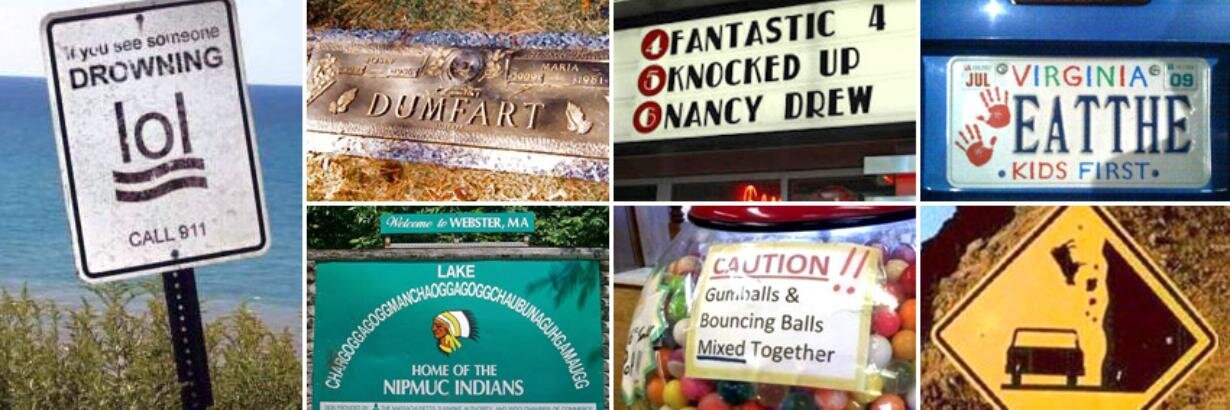 If you see someone
DROWNING
lol
CALL 911
MARIA
DUMFART
4 FANTASTIC 4
5 KNOCKED UP
6 NANCY DREW
JUL VIRGINIA 09
EATTHE
• KIDS FIRST •
Welcome to WEBSTER, MA
LAKE
CHARGOGGAGOGGMANCHAOGGAGOGGCHAUBUNAGUHGAMAUGG
HOME OF THE
NIPMUC INDIANS
CAUTION!!
Gumballs &
Bouncing Balls
Mixed Together